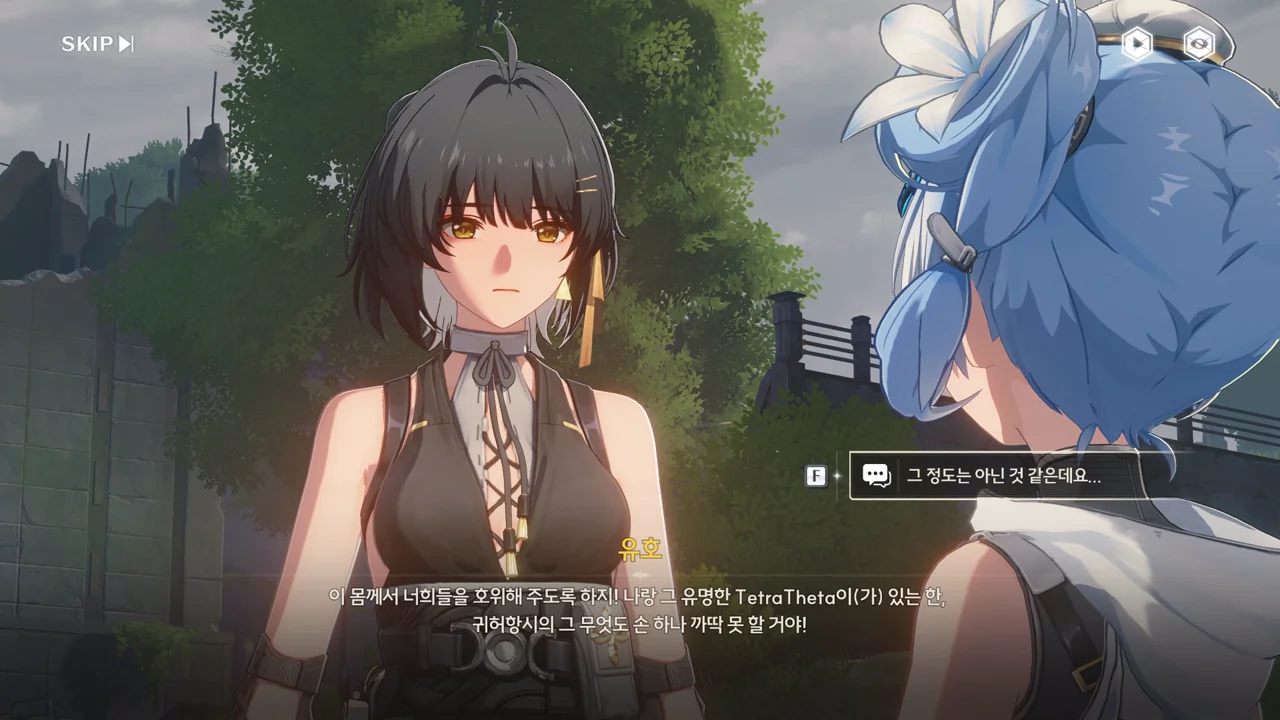 SKIP
F
그 정도는 아닌 것 같은데요...
유호
이 몸께서 너희들을 호위해 주도록 하지! 나랑 그 유명한 TetraTheta이(가) 있는 한,
귀허항시의 그 무엇도 손 하나 까딱 못 할 거야!